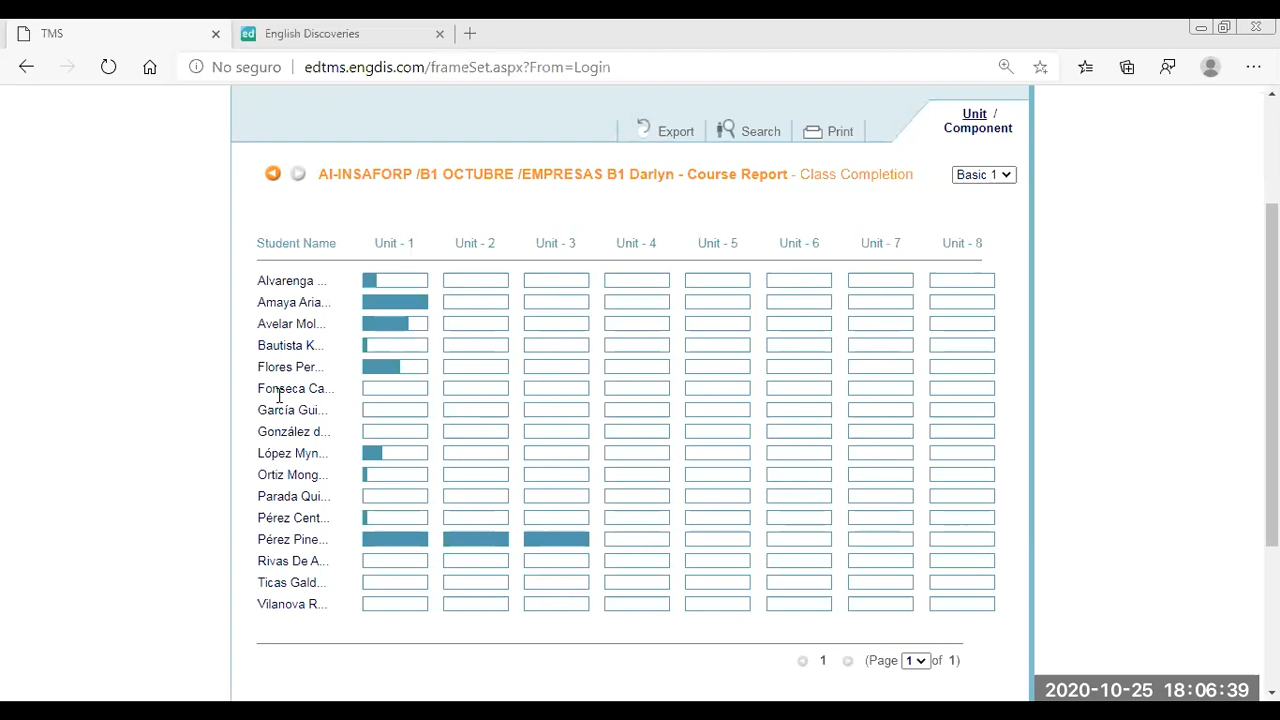 TMS
English Discoveries
No seguro
edtms.engdis.com/frameSet.aspx?From=Login
Unit /
Component
Export
Search
Print
AI-INSAFORP /B1 OCTUBRE /EMPRESAS B1 Darlyn - Course Report - Class Completion
Basic 1
Student Name Unit - 1 Unit - 2 Unit - 3 Unit - 4 Unit - 5 Unit - 6 Unit - 7 Unit - 8
Alvarenga ...
Amaya Aria...
Avelar Mol...
Bautista K...
Flores Per...
Fonseca Ca...
García Gui...
González d...
López Myn...
Ortiz Mong...
Parada Qui...
Pérez Cent...
Pérez Pine...
Rivas De A...
Ticas Gald...
Vilanova R...
1 (Page 1 of 1)
2020-10-25 18:06:39